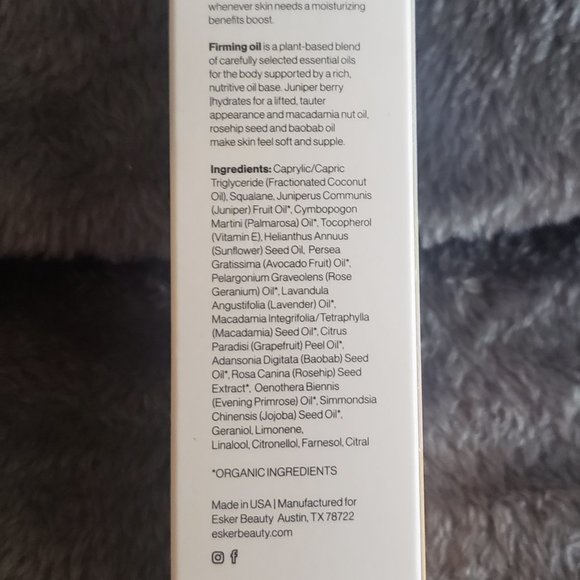 whenever skin needs a moisturizing
benefits boost.
Firming oil is a plant-based blend
of carefully selected essential oils
for the body supported by a rich,
nutritive oil base. Juniper berry
|hydrates for a lifted, tauter
appearance and macadamia nut oil,
rosehip seed and baobab oil
make skin feel soft and supple.
Ingredients: Caprylic/Capric
Triglyceride (Fractionated Coconut
Oil), Squalane, Juniperus Communis
(Juniper) Fruit Oil*, Cymbopogon
Martini (Palmarosa) Oil*, Tocopherol
(Vitamin E), Helianthus Annuus
(Sunflower) Seed Oil, Persea
Gratissima (Avocado Fruit) Oil*,
Pelargonium Graveolens (Rose
Geranium) Oil*, Lavandula
Angustifolia (Lavender) Oil*,
Macadamia Integrifolia/Tetraphylla
(Macadamia) Seed Oil*, Citrus
Paradisi (Grapefruit) Peel Oil*,
Adansonia Digitata (Baobab) Seed
Oil*, Rosa Canina (Rosehip) Seed
Extract*, Oenothera Biennis
(Evening Primrose) Oil*, Simmondsia
Chinensis (Jojoba) Seed Oil*,
Geraniol, Limonene,
Linalool, Citronellol, Farnesol, Citral
*ORGANIC INGREDIENTS
Made in USA | Manufactured for
Esker Beauty Austin, TX 78722
eskerbeauty.com